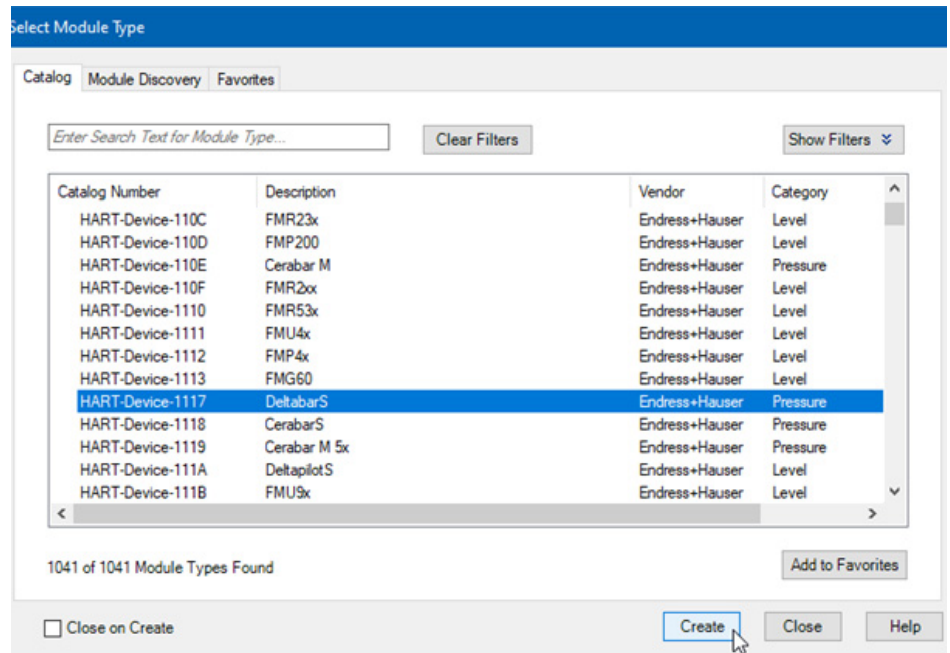 Select Module Type
Catalog Module Discovery Favorites
Enter Search Text for Module Type... Clear Filters Show Filters
Catalog Number Description Vendor Category
HART-Device-110C FMR23x Endress+Hauser Level
HART-Device-110D FMP200 Endress+Hauser Level
HART-Device-110E Cerabar M Endress+Hauser Pressure
HART-Device-110F FMR2xx Endress+Hauser Level
HART-Device-1110 FMR53x Endress+Hauser Level
HART-Device-1111 FMU4x Endress+Hauser Level
HART-Device-1112 FMP4x Endress+Hauser Level
HART-Device-1113 FMG60 Endress+Hauser Level
HART-Device-1117 DeltabarS Endress+Hauser Pressure
HART-Device-1118 CerabarS Endress+Hauser Pressure
HART-Device-1119 Cerabar M 5x Endress+Hauser Pressure
HART-Device-111A DeltapilotS Endress+Hauser Level
HART-Device-111B FMU9x Endress+Hauser Level
1041 of 1041 Module Types Found Add to Favorites
Close on Create Create Close Help